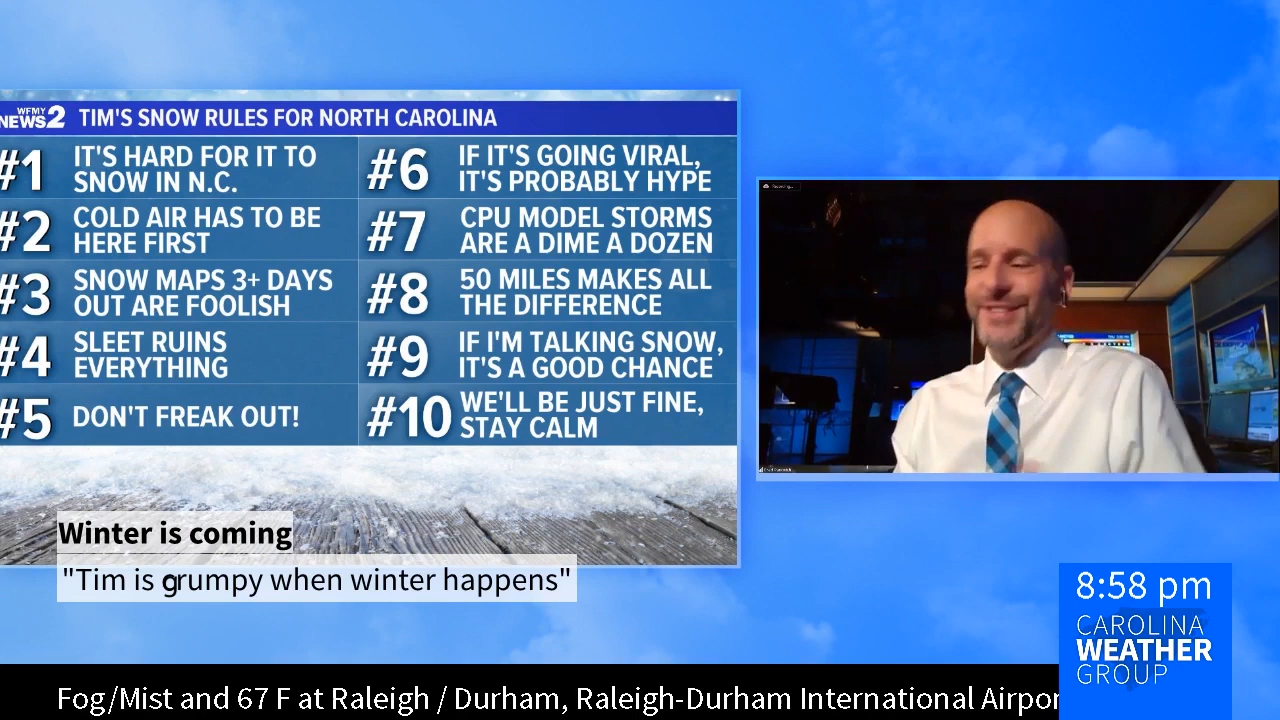 WFMY
NEWS 2
TIM'S SNOW RULES FOR NORTH CAROLINA
#1
IT'S HARD FOR IT TO
SNOW IN N.C.
#2
COLD AIR HAS TO BE
HERE FIRST
#3
SNOW MAPS 3+ DAYS
OUT ARE FOOLISH
#4
SLEET RUINS
EVERYTHING
#5
DON'T FREAK OUT!
#6
IF IT'S GOING VIRAL,
IT'S PROBABLY HYPE
#7
CPU MODEL STORMS
ARE A DIME A DOZEN
#8
50 MILES MAKES ALL
THE DIFFERENCE
#9
IF I'M TALKING SNOW,
IT'S A GOOD CHANCE
#10
WE'LL BE JUST FINE,
STAY CALM
Recording...
Winter is coming
"Tim is grumpy when winter happens"
8:58 pm
CAROLINA
WEATHER
GROUP
Fog/Mist and 67 F at Raleigh / Durham, Raleigh-Durham International Airpor